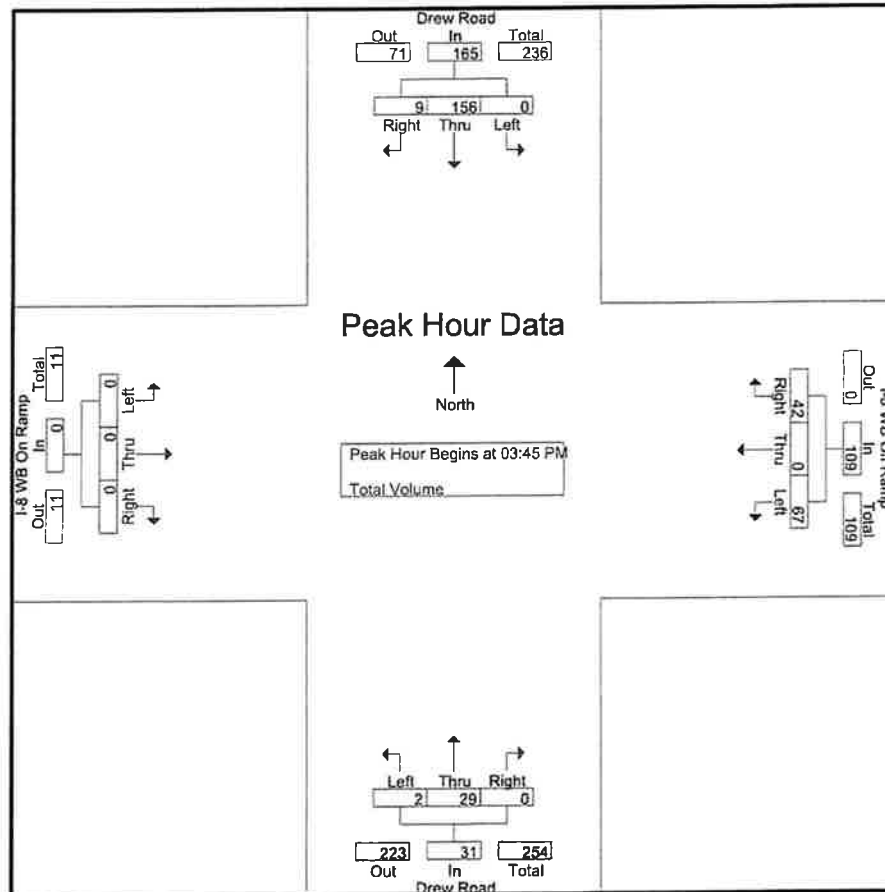 Drew Road
Out In Total
71 165 236
9 156 0
Right Thru Left
Peak Hour Data
North
Peak Hour Begins at 03:45 PM
Total Volume
I-8 WB On Ramp
Out In Total
11 0 11
0 0 0
Left Thru Right
WB On Ramp
Out In Total
0 109 109
42 0 67
Right Thru Left
Left Thru Right
2 29 0
223 31 254
Out In Total
Drew Road